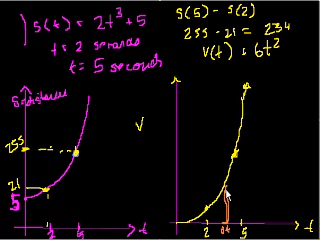 s(t) = 2t³ + 5
t = 2 seconds
t = 5 seconds
s(5) - s(2)
255 - 21 = 234
v(t) = 6t²
s = distance
255
21
5
2
5
t
V
v
2
Δt
5
t